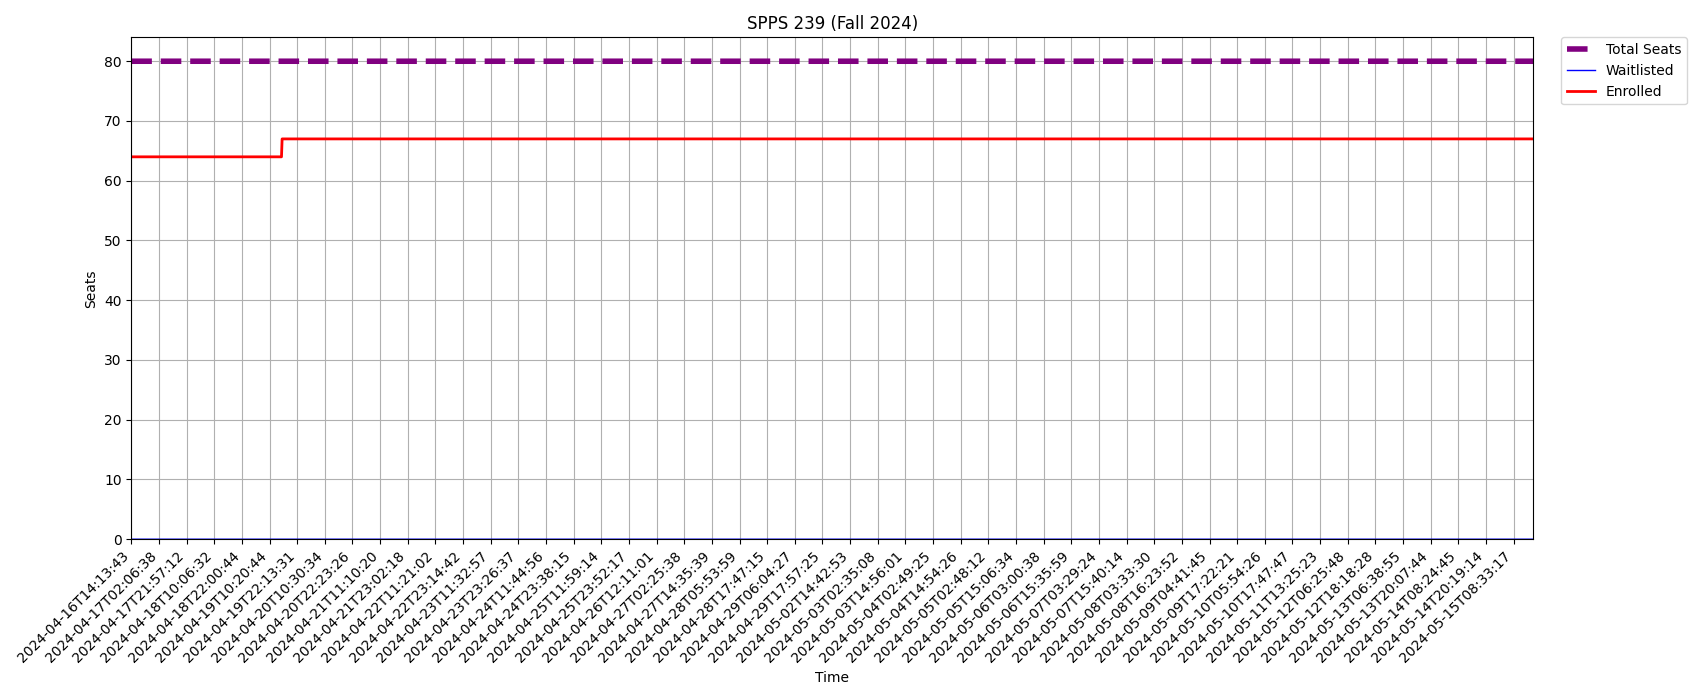 SPPS 239 (Fall 2024)
Total Seats
Waitlisted
Enrolled
80
70
60
50
40
30
20
10
0
Seats
2024-04-16T14:13:43
2024-04-17T02:06:38
2024-04-17T21:57:12
2024-04-18T10:06:32
2024-04-18T22:00:44
2024-04-19T10:20:44
2024-04-19T22:13:31
2024-04-20T10:30:34
2024-04-20T22:23:26
2024-04-21T11:10:20
2024-04-21T23:02:18
2024-04-22T11:21:02
2024-04-22T23:14:42
2024-04-23T11:32:57
2024-04-23T23:26:37
2024-04-24T11:44:56
2024-04-24T23:38:15
2024-04-25T11:59:14
2024-04-25T23:52:17
2024-04-26T12:11:01
2024-04-27T02:25:38
2024-04-27T14:35:39
2024-04-28T05:53:59
2024-04-28T17:47:15
2024-04-29T06:04:27
2024-04-29T17:57:25
2024-05-02T14:42:53
2024-05-03T02:35:08
2024-05-03T14:56:01
2024-05-04T02:49:25
2024-05-04T14:54:26
2024-05-05T02:48:12
2024-05-05T15:06:34
2024-05-06T03:00:38
2024-05-06T15:35:59
2024-05-07T03:29:24
2024-05-07T15:40:14
2024-05-08T03:33:30
2024-05-08T16:23:52
2024-05-09T04:41:45
2024-05-09T17:22:21
2024-05-10T05:54:26
2024-05-10T17:47:47
2024-05-11T13:25:23
2024-05-12T06:25:48
2024-05-12T18:18:28
2024-05-13T06:38:55
2024-05-13T20:07:44
2024-05-14T08:24:45
2024-05-14T20:19:14
2024-05-15T08:33:17
Time